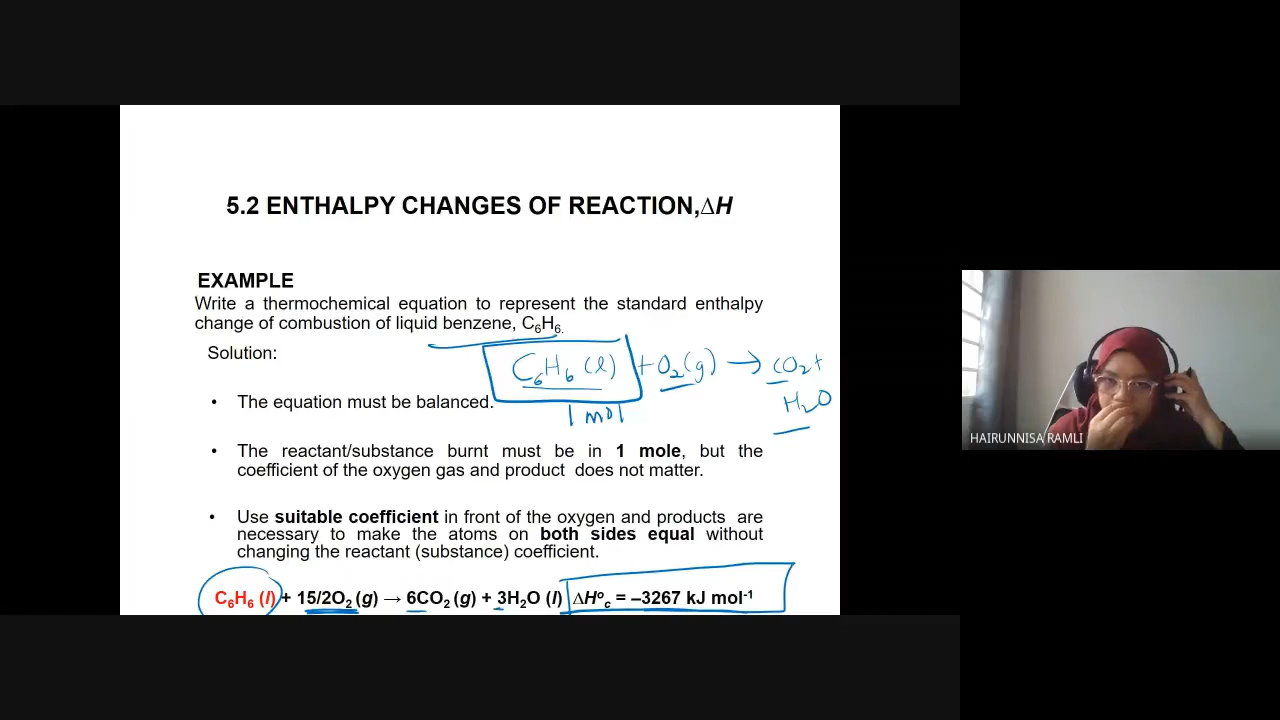 5.2 ENTHALPY CHANGES OF REACTION,∆H
EXAMPLE
Write a thermochemical equation to represent the standard enthalpy
change of combustion of liquid benzene, C₆H₆.
Solution:
C₆H₆ (l) + O₂(g) → CO₂ +
H₂O
1 mol
• The equation must be balanced.
• The reactant/substance burnt must be in 1 mole, but the
coefficient of the oxygen gas and product does not matter.
• Use suitable coefficient in front of the oxygen and products are
necessary to make the atoms on both sides equal without
changing the reactant (substance) coefficient.
C₆H₆ (l) + 15/2O₂ (g) → 6CO₂ (g) + 3H₂O (l) ∆H°c = –3267 kJ mol⁻¹
HAIRUNNISA RAMLI